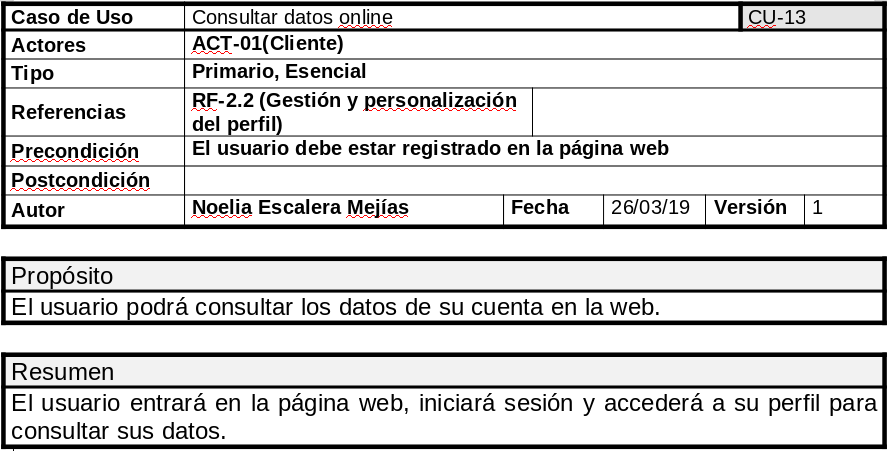 Caso de Uso Consultar datos online CU-13
Actores ACT-01(Cliente)
Tipo Primario, Esencial
Referencias RF-2.2 (Gestión y personalización
del perfil)
Precondición El usuario debe estar registrado en la página web
Postcondición
Autor Noelia Escalera Mejías Fecha 26/03/19 Versión 1
Propósito
El usuario podrá consultar los datos de su cuenta en la web.
Resumen
El usuario entrará en la página web, iniciará sesión y accederá a su perfil para
consultar sus datos.